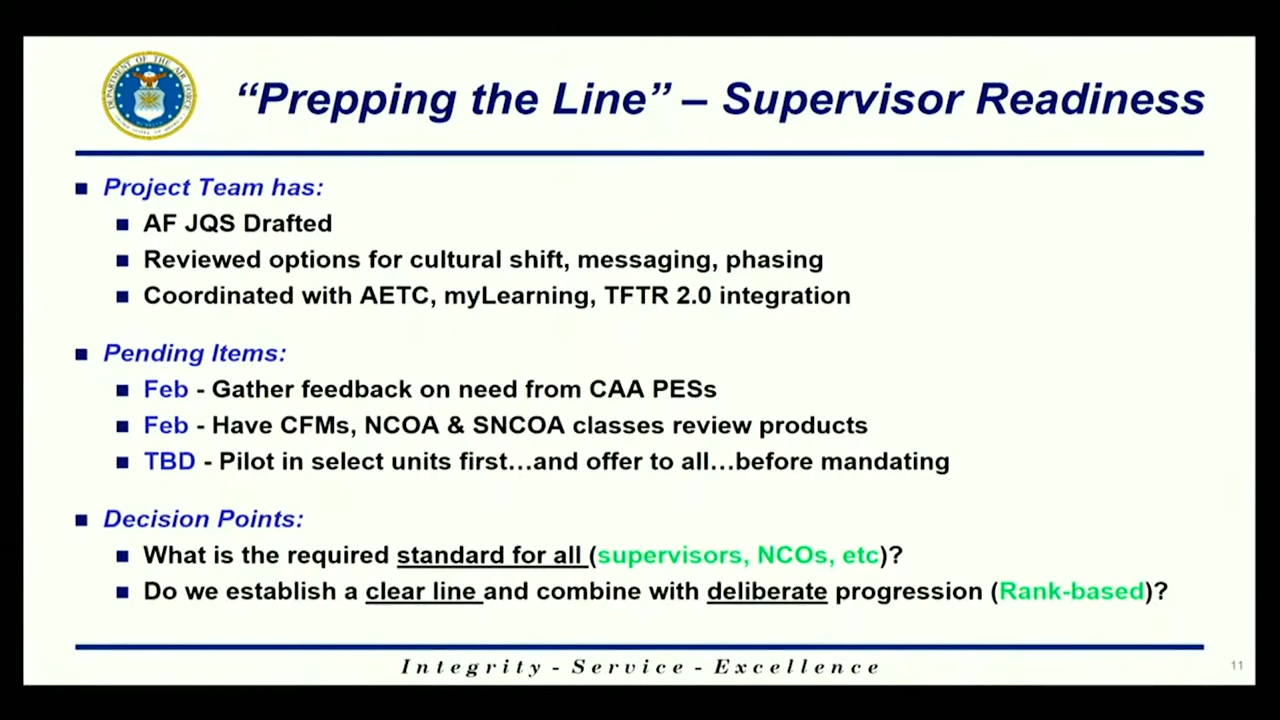 “Prepping the Line” – Supervisor Readiness
Project Team has:
AF JQS Drafted
Reviewed options for cultural shift, messaging, phasing
Coordinated with AETC, myLearning, TFTR 2.0 integration
Pending Items:
Feb - Gather feedback on need from CAA PESs
Feb - Have CFMs, NCOA & SNCOA classes review products
TBD - Pilot in select units first…and offer to all…before mandating
Decision Points:
What is the required standard for all (supervisors, NCOs, etc)?
Do we establish a clear line and combine with deliberate progression (Rank-based)?
Integrity - Service - Excellence
11